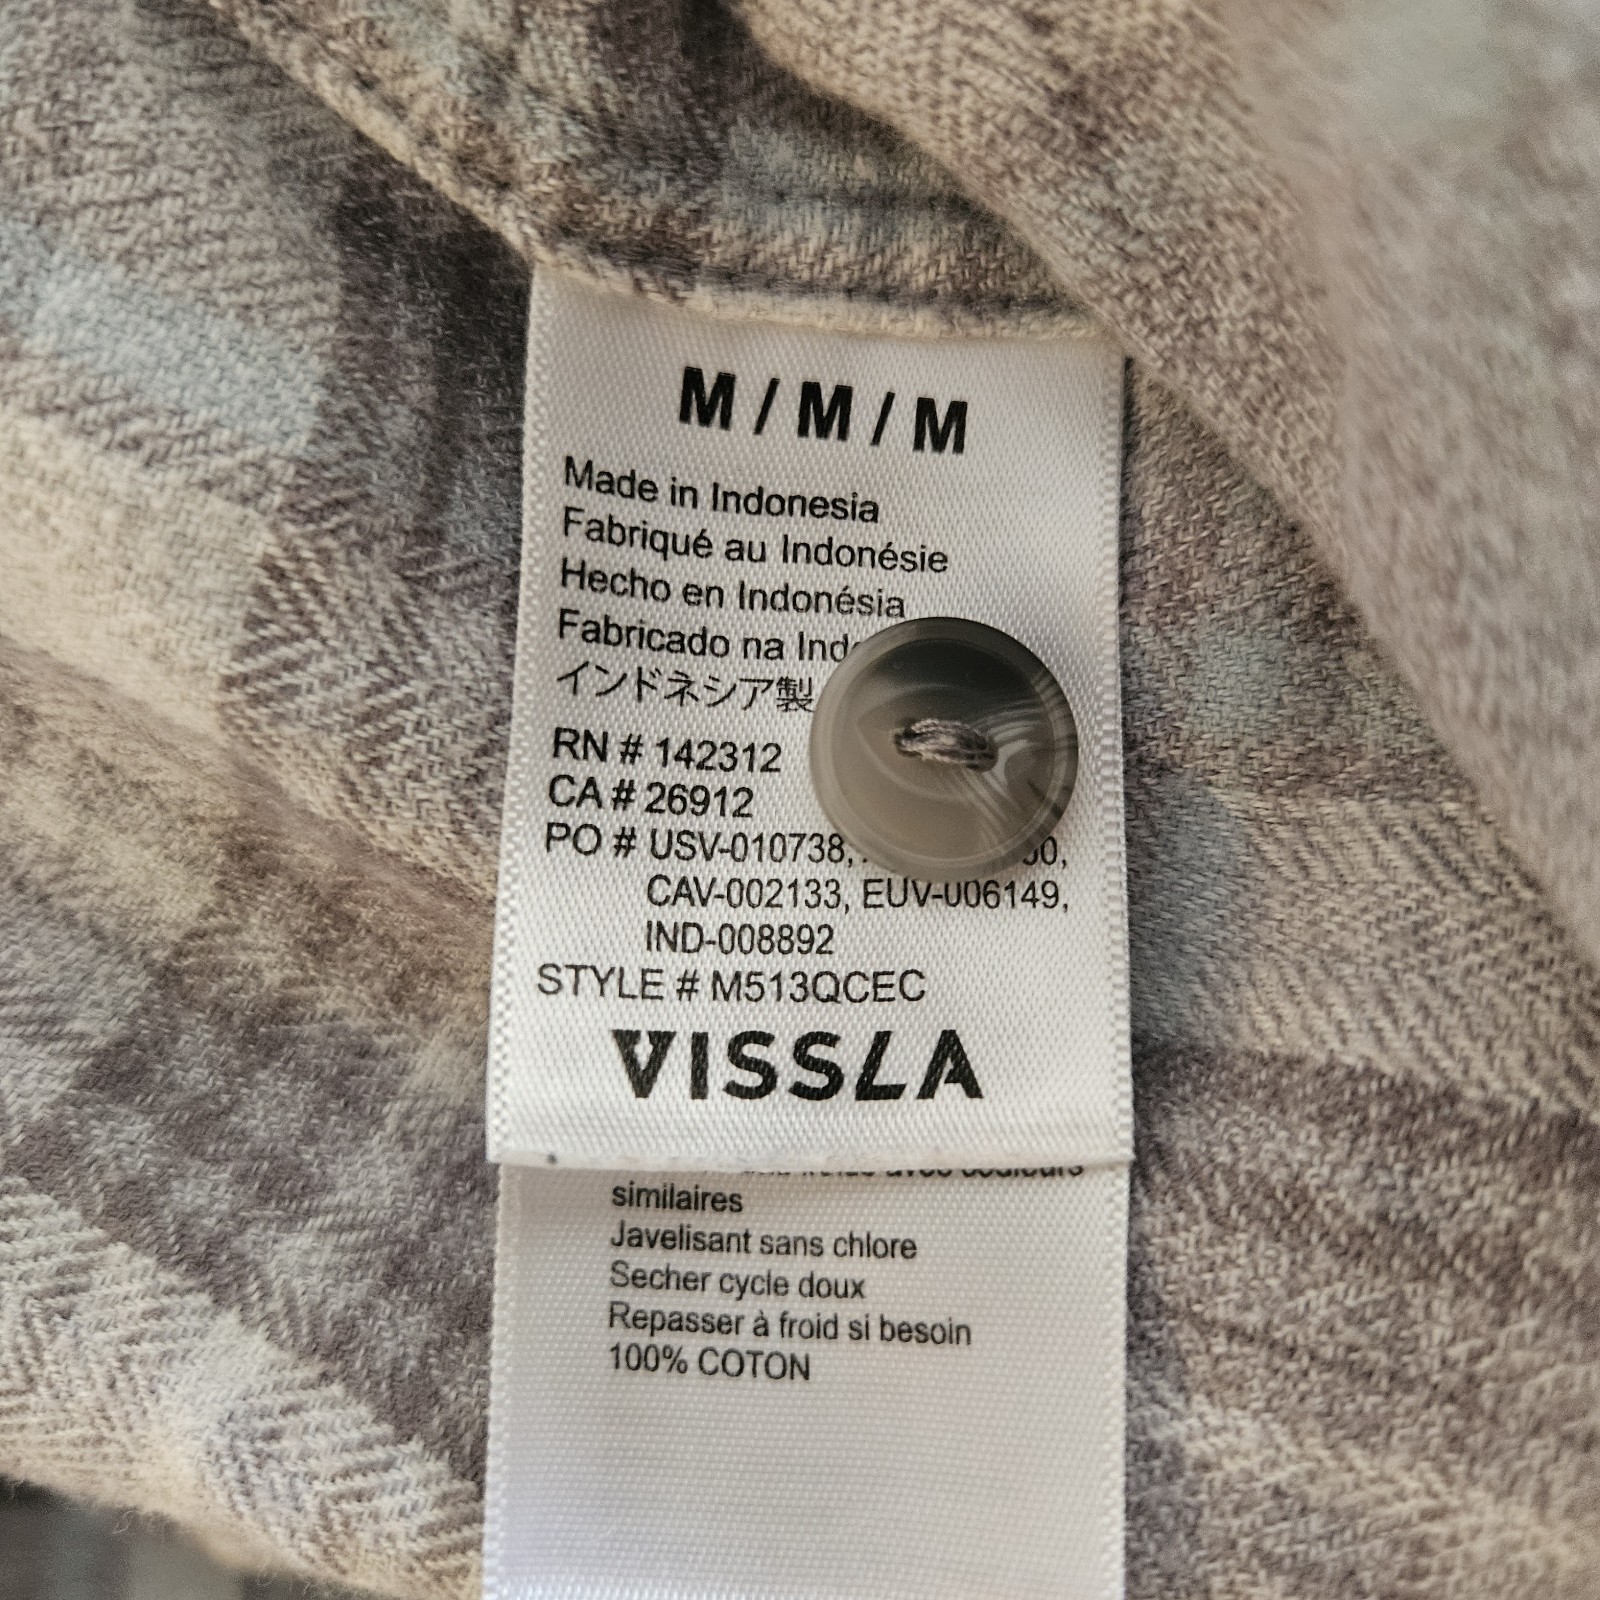 M / M / M
Made in Indonesia
Fabriqué au Indonésie
Hecho en Indonésia
Fabricado na
インドネシア製
RN # 142312
CA # 26912
PO # USV-010738,
CAV-002133, EUV-006149,
IND-008892
STYLE # M513QCEC
VISSLA
avec couleurs
similaires
Javelisant sans chlore
Secher cycle doux
Repasser à froid si besoin
100% COTON